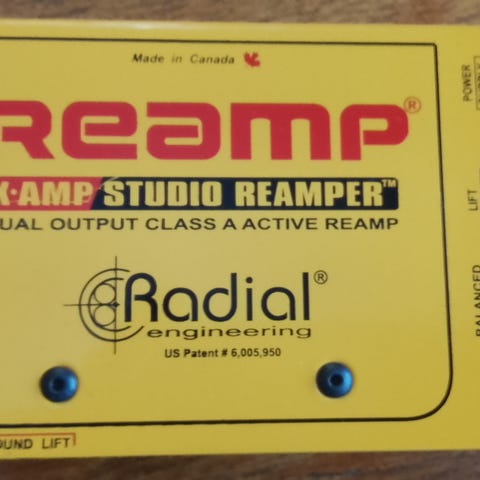 Made in Canada
REAMP®
X·AMP STUDIO REAMPER™
UAL OUTPUT CLASS A ACTIVE REAMP
Radial®
engineering
US Patent # 6,005,950
OUND LIFT
POWER
LIFT
BALANCED